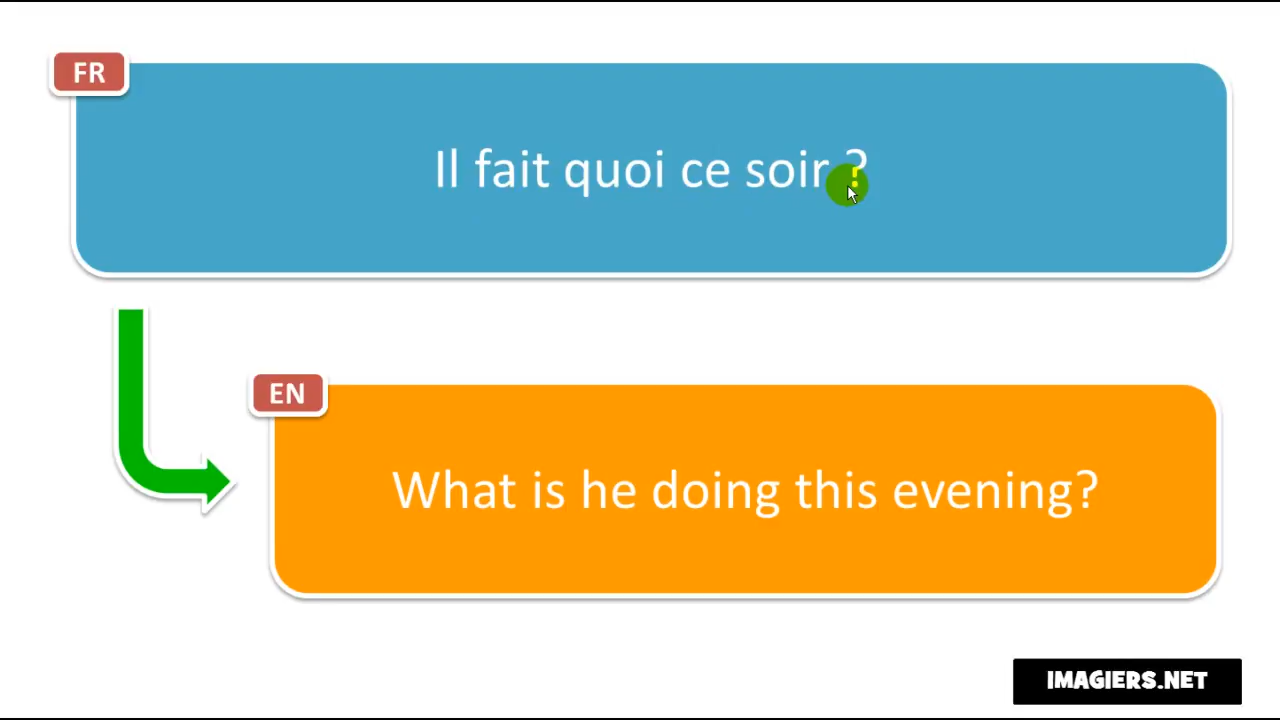 FR
Il fait quoi ce soir ?
EN
What is he doing this evening?
IMAGIERS.NET